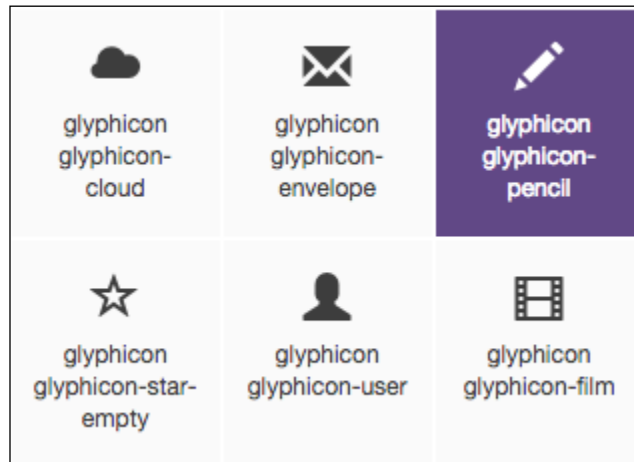 glyphicon
glyphicon-
cloud
glyphicon
glyphicon-
envelope
glyphicon
glyphicon-
pencil
glyphicon
glyphicon-star-
empty
glyphicon
glyphicon-user
glyphicon
glyphicon-film